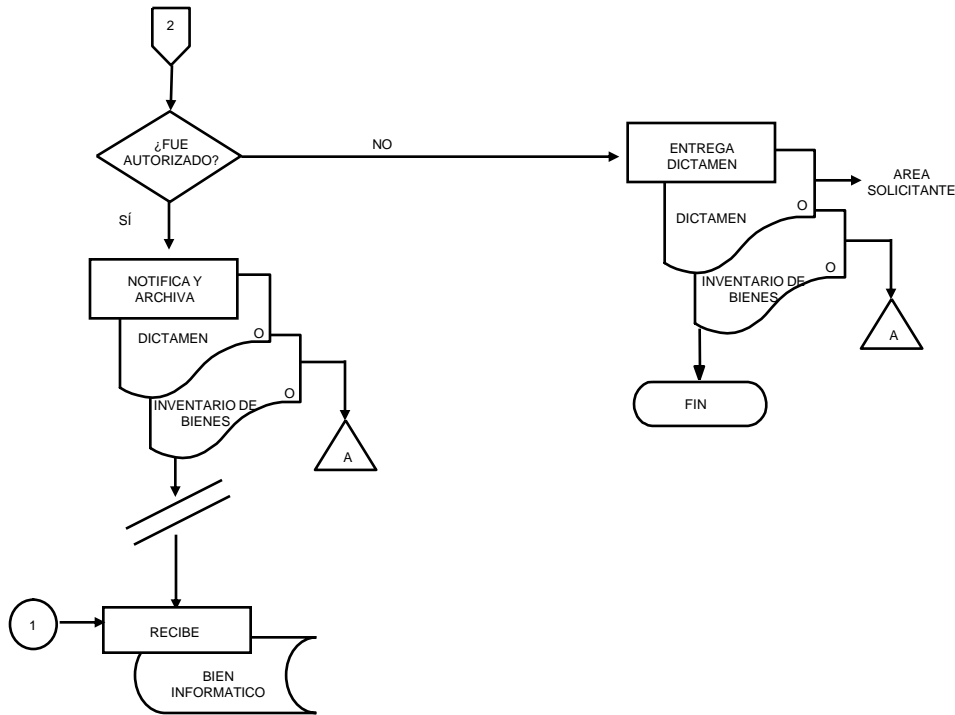 2
¿FUE
AUTORIZADO?
NO
SÍ
ENTREGA
DICTAMEN
AREA
SOLICITANTE
DICTAMEN
O
INVENTARIO DE
BIENES
O
A
FIN
NOTIFICA Y
ARCHIVA
DICTAMEN
O
INVENTARIO DE
BIENES
O
A
1
RECIBE
BIEN
INFORMATICO